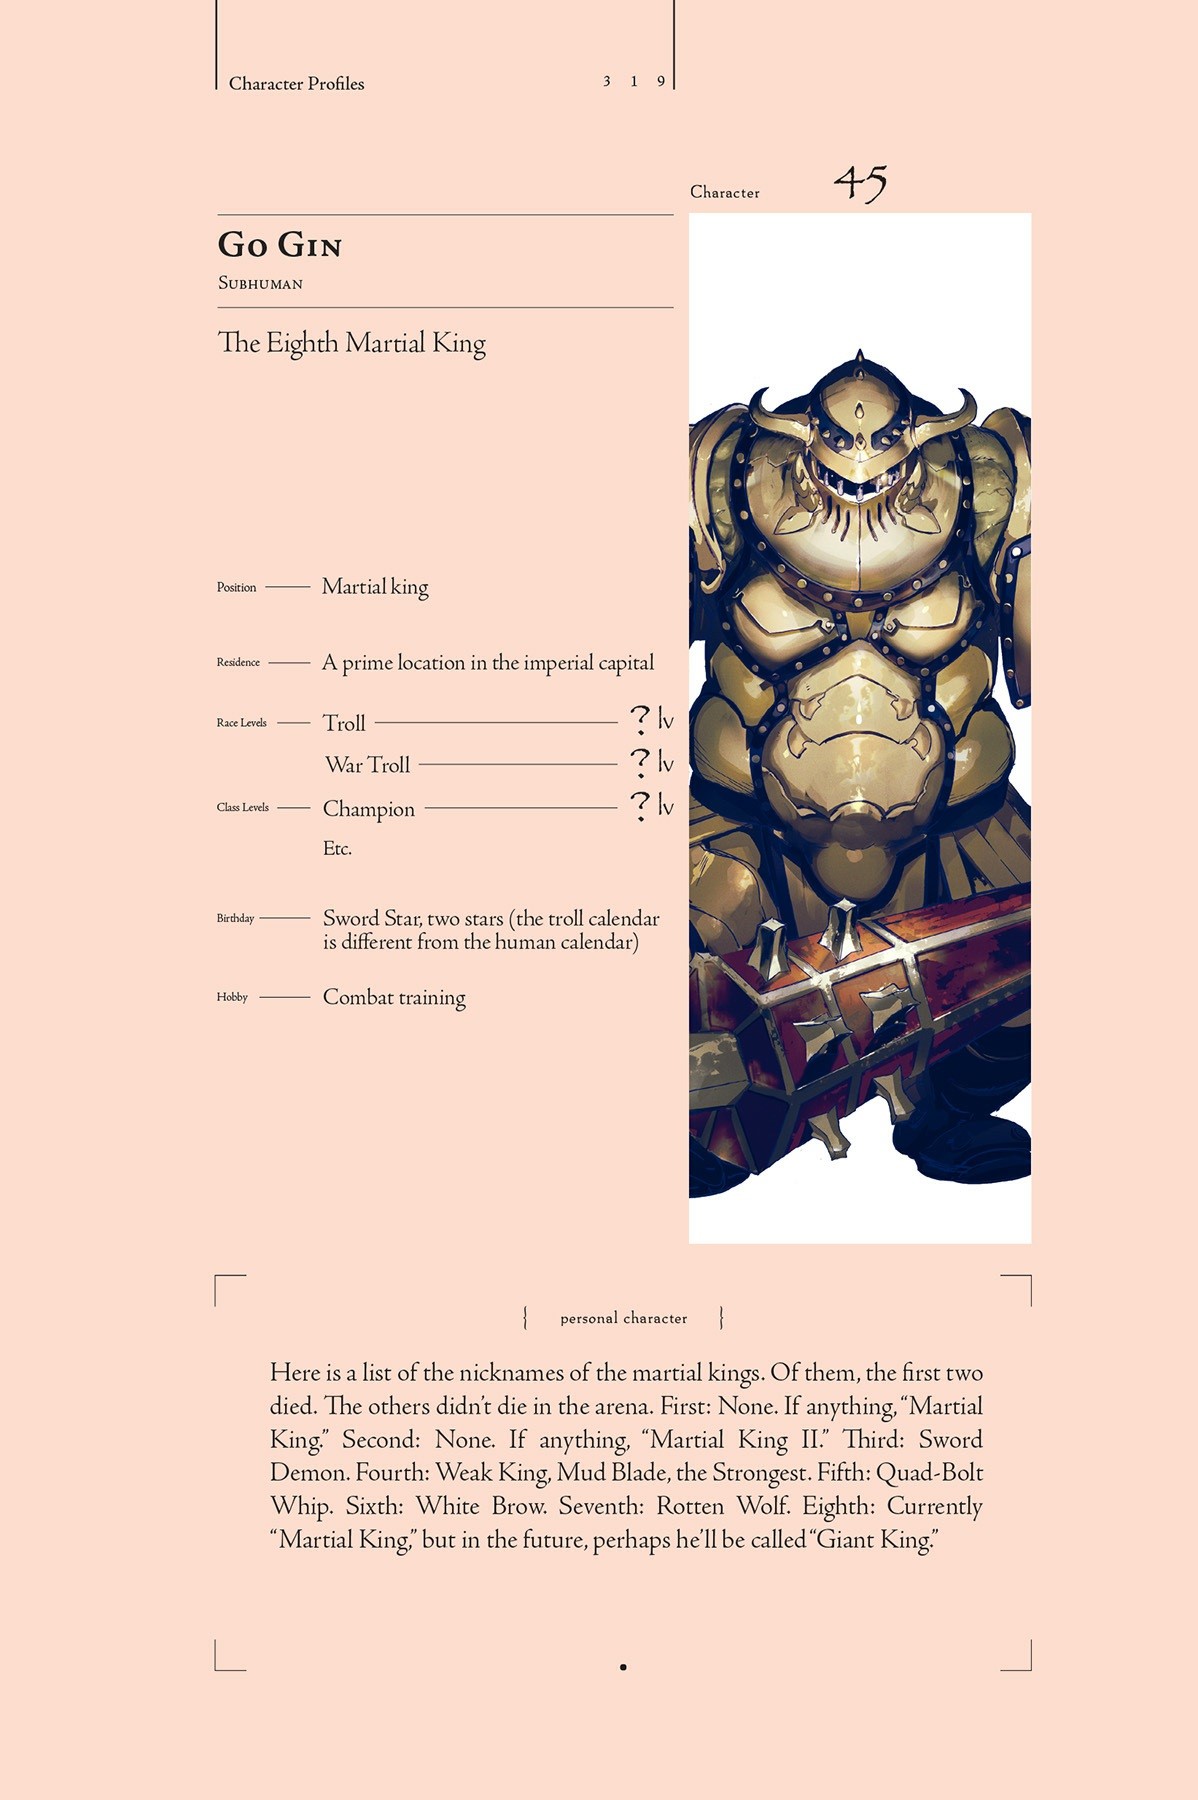 Character Profiles 3 1 9
Character 45
Go Gin
Subhuman
The Eighth Martial King
Position Martial king
Residence A prime location in the imperial capital
Race Levels Troll ? lv
War Troll ? lv
Class Levels Champion ? lv
Etc.
Birthday Sword Star, two stars (the troll calendar
is different from the human calendar)
Hobby Combat training
{ personal character }
Here is a list of the nicknames of the martial kings. Of them, the first two
died. The others didn't die in the arena. First: None. If anything, “Martial
King.” Second: None. If anything, “Martial King II.” Third: Sword
Demon. Fourth: Weak King, Mud Blade, the Strongest. Fifth: Quad-Bolt
Whip. Sixth: White Brow. Seventh: Rotten Wolf. Eighth: Currently
“Martial King,” but in the future, perhaps he'll be called “Giant King.”